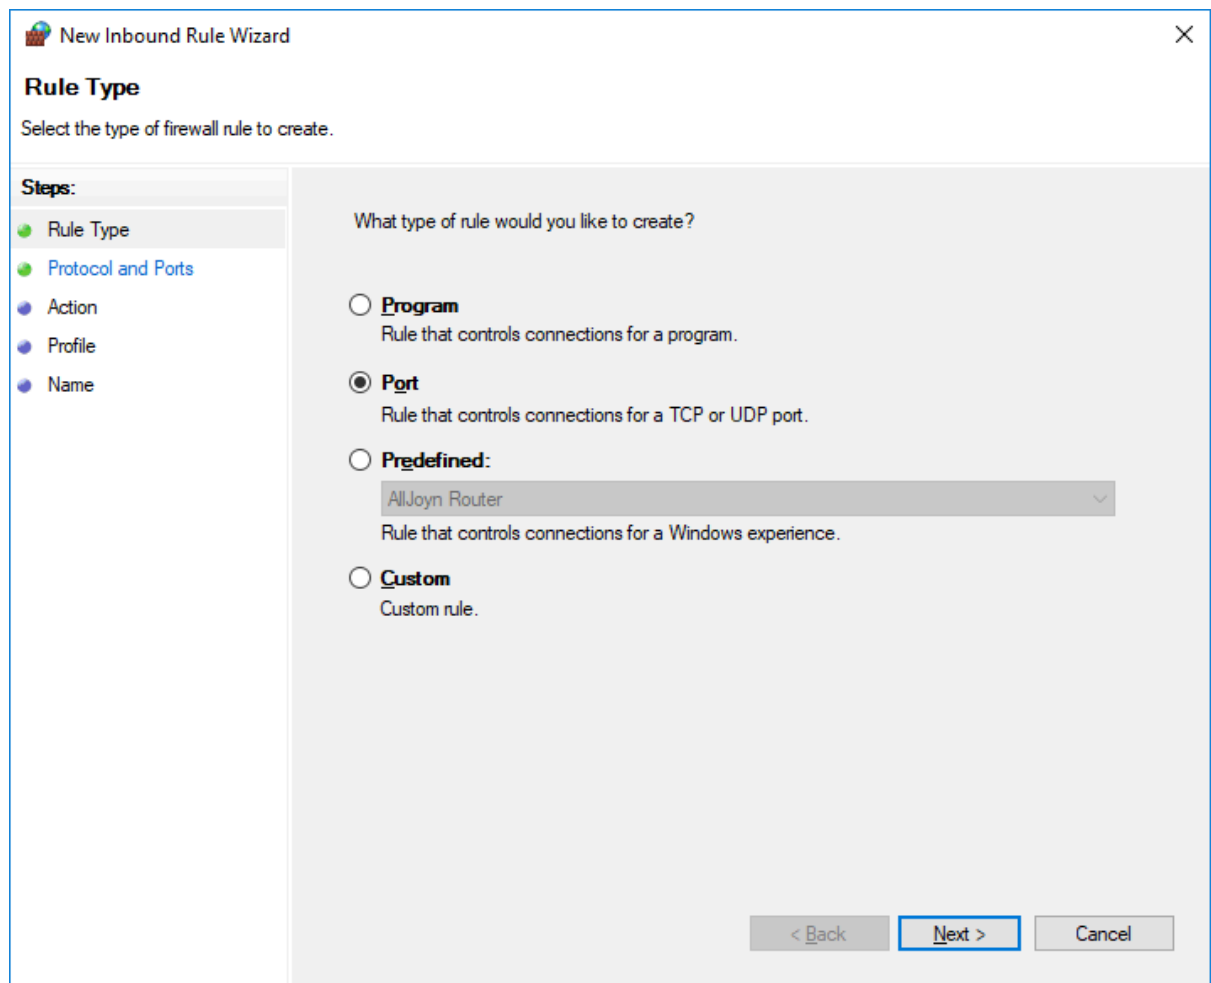 New Inbound Rule Wizard
Rule Type
Select the type of firewall rule to create.
Steps:
Rule Type
Protocol and Ports
Action
Profile
Name
What type of rule would you like to create?
Program
Rule that controls connections for a program.
Port
Rule that controls connections for a TCP or UDP port.
Predefined:
AllJoyn Router
Rule that controls connections for a Windows experience.
Custom
Custom rule.
< Back Next > Cancel